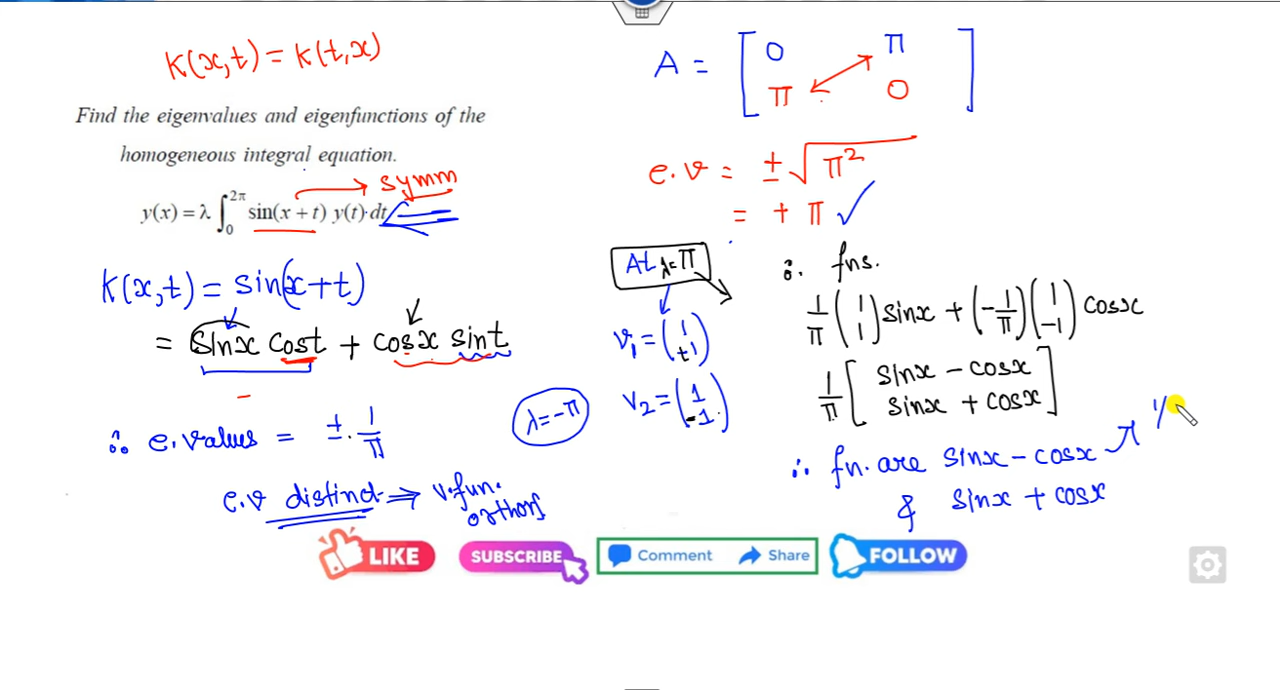 K(x,t) = K(t,x)
Find the eigenvalues and eigenfunctions of the
homogeneous integral equation.
symm
y(x) = λ ∫₀^2π sin(x + t) y(t)·dt
K(x,t) = sin(x+t)
= sinx cost + cosx sint
∴ e.values = ± · 1/π
e.v distinct ⇒ v.fun.
A = [ 0 π
π 0 ]
e.v = ± √π²
= + π ✓
At λ=π
v₁ = (1
1)
v₂ = (1
-1)
λ = -π
∴ fns.
1/π (1 1) sinx + (-1/π) (1 -1) cosx
1/π [ sinx - cosx
sinx + cosx ]
∴ fn. are sinx - cosx → 1/
& sinx + cosx
LIKE
SUBSCRIBE
Comment
Share
FOLLOW